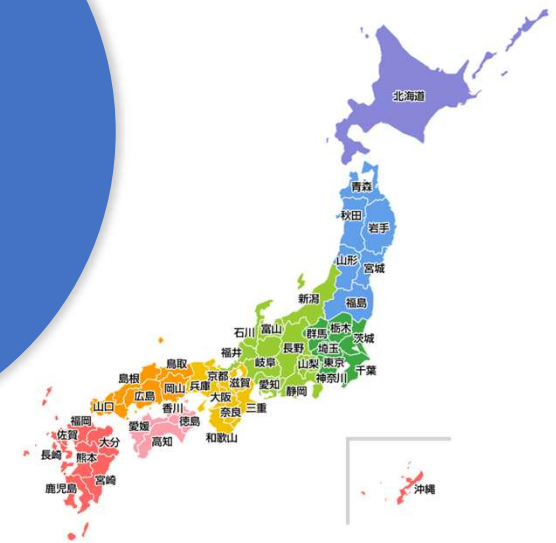 北海道
青森
秋田
岩手
山形
宮城
新潟
福島
石川
富山
群馬
栃木
茨城
福井
長野
埼玉
岐阜
山梨
東京
千葉
神奈川
愛知
静岡
鳥取
京都
滋賀
島根
岡山
兵庫
大阪
三重
広島
奈良
山口
香川
徳島
和歌山
愛媛
高知
福岡
佐賀
大分
長崎
熊本
宮崎
鹿児島
沖縄